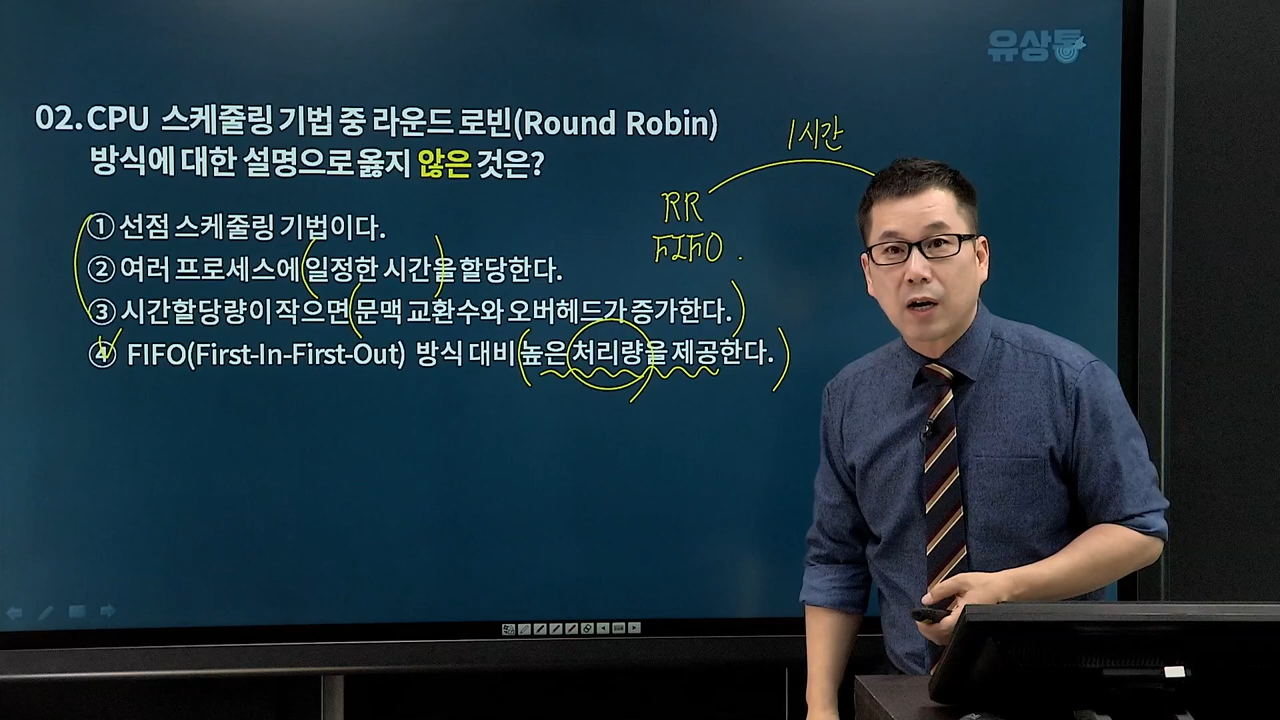 유상통
02. CPU 스케줄링 기법 중 라운드 로빈(Round Robin)
방식에 대한 설명으로 옳지 않은 것은?
① 선점 스케줄링 기법이다.
② 여러 프로세스에 일정한 시간을 할당한다.
③ 시간할당량이 작으면 문맥 교환수와 오버헤드가 증가한다.
④ FIFO(First-In-First-Out) 방식 대비 높은 처리량을 제공한다.
1시간
RR
FIFO.